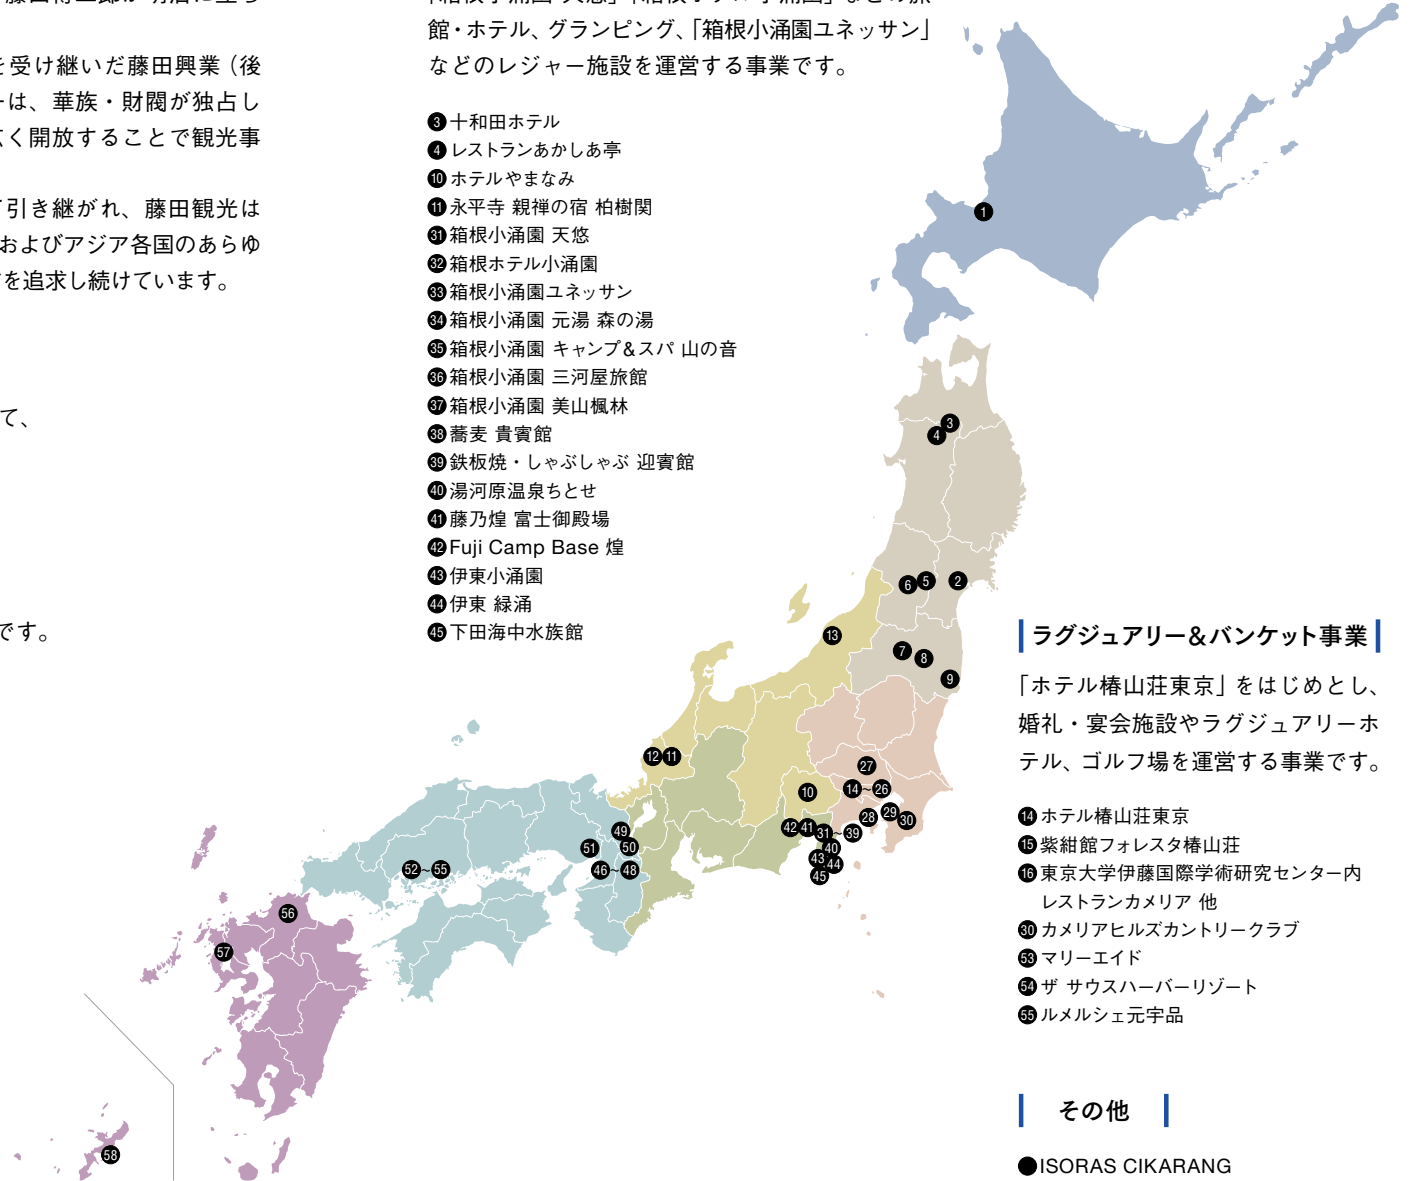 を受け継いだ藤田興業（後
ーは、華族・財閥が独占し
広く開放することで観光事
て引き継がれ、藤田観光は
およびアジア各国のあらゆ
を追求し続けています。
て、
です。
館・ホテル、グランピング、「箱根小涌園ユネッサン」
などのレジャー施設を運営する事業です。
3 十和田ホテル
4 レストランあかしあ亭
10 ホテルやまなみ
11 永平寺 親禅の宿 柏樹関
31 箱根小涌園 天悠
32 箱根ホテル小涌園
33 箱根小涌園ユネッサン
34 箱根小涌園 元湯 森の湯
35 箱根小涌園 キャンプ&スパ 山の音
36 箱根小涌園 三河屋旅館
37 箱根小涌園 美山楓林
38 蕎麦 貴賓館
39 鉄板焼・しゃぶしゃぶ 迎賓館
40 湯河原温泉ちとせ
41 藤乃煌 富士御殿場
42 Fuji Camp Base 煌
43 伊東小涌園
44 伊東 緑涌
45 下田海中水族館
1
3
4
6 5 2
13
7
8
9
12 11
27
10
14～26
28 29 30
42 41 31～39
40
43 44
45
49
51 50
46～48
52～55
56
57
58
ラグジュアリー&バンケット事業
「ホテル椿山荘東京」をはじめとし、
婚礼・宴会施設やラグジュアリーホ
テル、ゴルフ場を運営する事業です。
14 ホテル椿山荘東京
15 紫紺館フォレスタ椿山荘
16 東京大学伊藤国際学術研究センター内
レストランカメリア 他
30 カメリアヒルズカントリークラブ
53 マリーエイド
54 ザ サウスハーバーリゾート
55 ルメルシェ元宇品
その他
●ISORAS CIKARANG